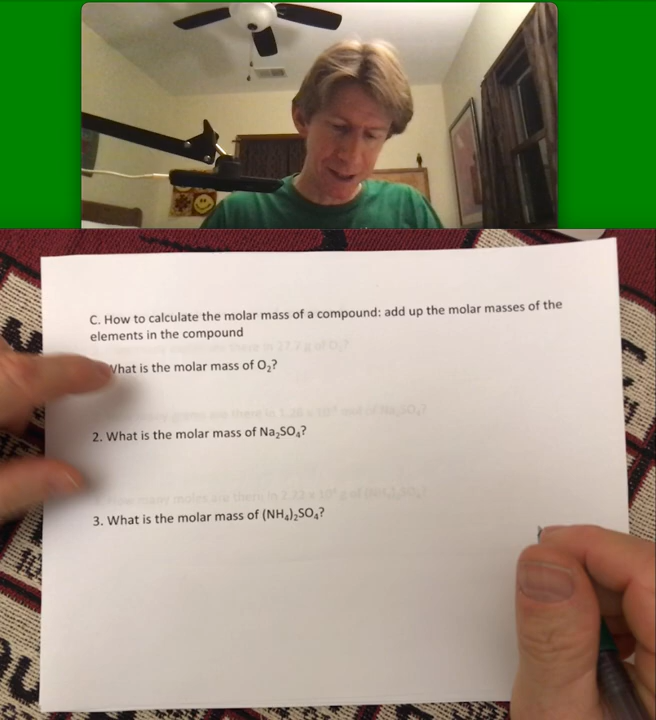 C. How to calculate the molar mass of a compound: add up the molar masses of the
elements in the compound
What is the molar mass of O₂?
2. What is the molar mass of Na₂SO₄?
3. What is the molar mass of (NH₄)₂SO₄?